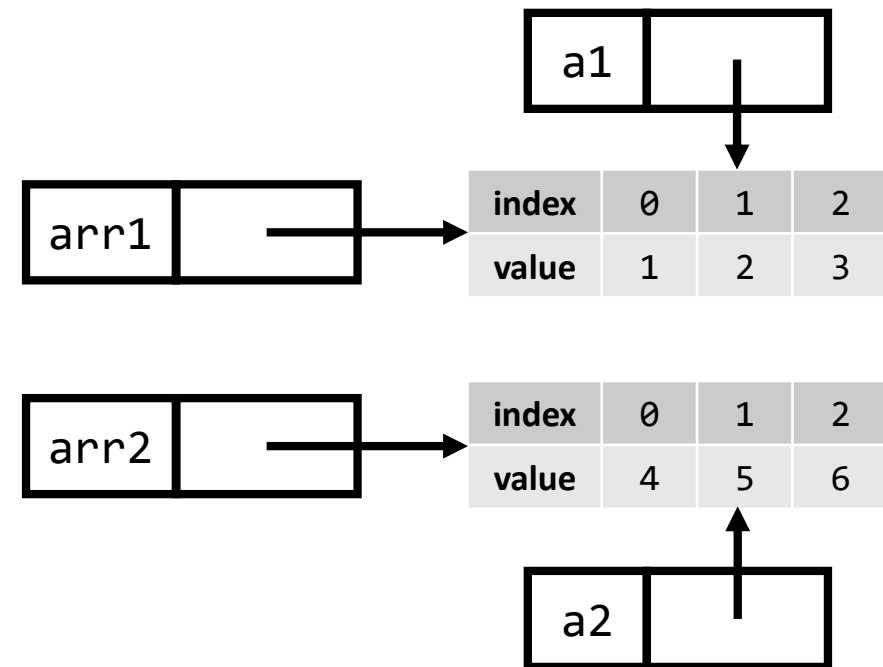 a1
index 0 1 2
arr1
value 1 2 3
index 0 1 2
arr2
value 4 5 6
a2